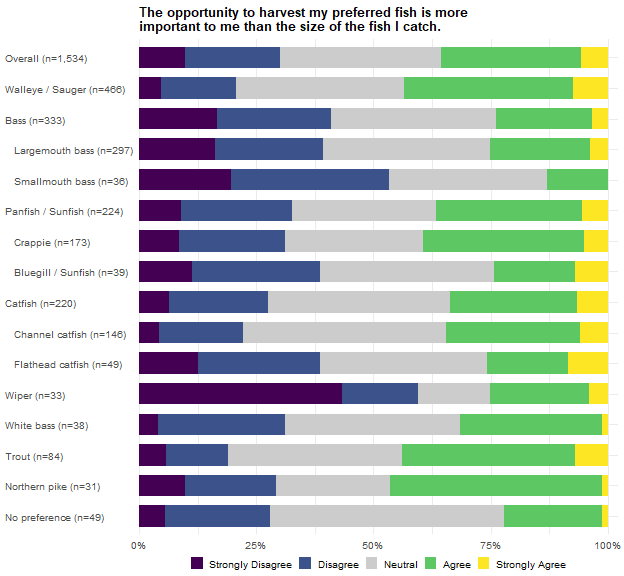 The opportunity to harvest my preferred fish is more
important to me than the size of the fish I catch.
Overall (n=1,534)
Walleye / Sauger (n=466)
Bass (n=333)
Largemouth bass (n=297)
Smallmouth bass (n=36)
Panfish / Sunfish (n=224)
Crappie (n=173)
Bluegill / Sunfish (n=39)
Catfish (n=220)
Channel catfish (n=146)
Flathead catfish (n=49)
Wiper (n=33)
White bass (n=38)
Trout (n=84)
Northern pike (n=31)
No preference (n=49)
0% 25% 50% 75% 100%
Strongly Disagree Disagree Neutral Agree Strongly Agree